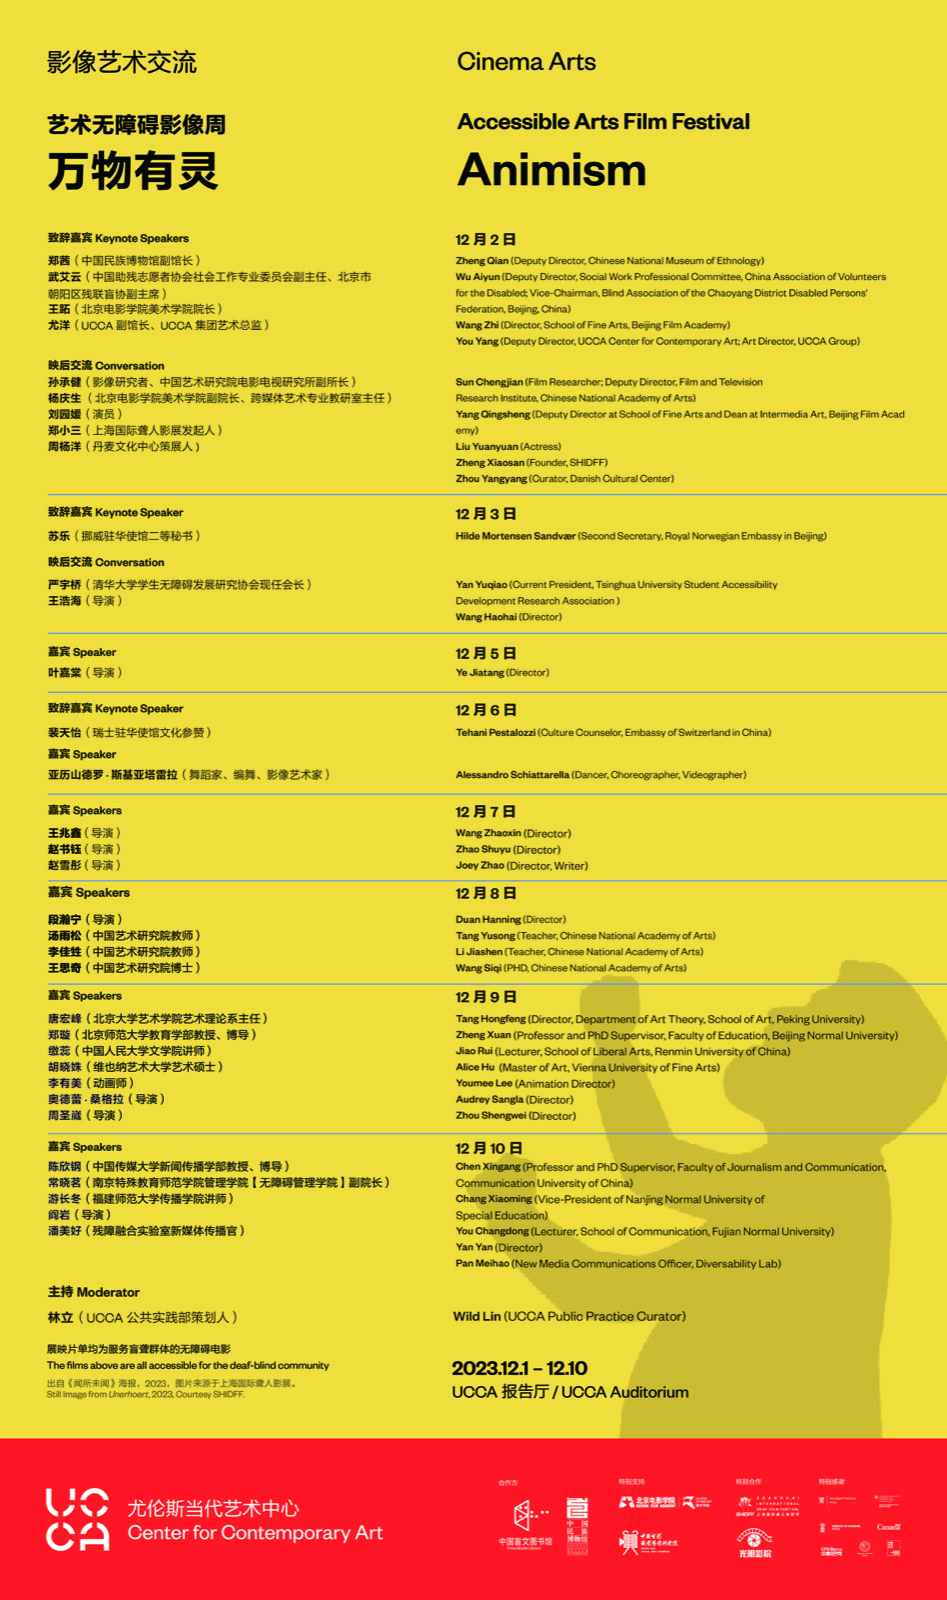 影像艺术交流
Cinema Arts
艺术无障碍影像周
Accessible Arts Film Festival
万物有灵
Animism
致辞嘉宾 Keynote Speakers
12 月 2 日
郑茜（中国民族博物馆副馆长）
Zheng Qian (Deputy Director, Chinese National Museum of Ethnology)
武艾云（中国助残志愿者协会社会工作专业委员会副主任、北京市
朝阳区残联盲协副主席）
Wu Aiyun (Deputy Director, Social Work Professional Committee, China Association of Volunteers
for the Disabled; Vice-Chairman, Blind Association of the Chaoyang District Disabled Persons'
Federation, Beijing, China)
王跖（北京电影学院美术学院院长）
Wang Zhi (Director, School of Fine Arts, Beijing Film Academy)
尤洋（UCCA 副馆长、UCCA 集团艺术总监）
You Yang (Deputy Director, UCCA Center for Contemporary Art; Art Director, UCCA Group)
映后交流 Conversation
孙承健（影像研究者、中国艺术研究院电影电视研究所副所长）
Sun Chengjian (Film Researcher; Deputy Director, Film and Television
Research Institute, Chinese National Academy of Arts)
杨庆生（北京电影学院美术学院副院长、跨媒体艺术专业教研室主任）
Yang Qingsheng (Deputy Director at School of Fine Arts and Dean at Intermedia Art, Beijing Film Acad
emy)
刘园媛（演员）
Liu Yuanyuan (Actress)
郑小三（上海国际聋人影展发起人）
Zheng Xiaosan (Founder, SHIDFF)
周杨洋（丹麦文化中心策展人)
Zhou Yangyang (Curator, Danish Cultural Center)
致辞嘉宾 Keynote Speaker
12 月 3 日
苏乐（挪威驻华使馆二等秘书）
Hilde Mortensen Sandvær (Second Secretary, Royal Norwegian Embassy in Beijing)
映后交流 Conversation
严宇桥（清华大学学生无障碍发展研究协会现任会长）
Yan Yuqiao (Current President, Tsinghua University Student Accessibility
Development Research Association )
王浩海（导演）
Wang Haohai (Director)
嘉宾 Speaker
12 月 5 日
叶嘉棠（导演）
Ye Jiatang (Director)
致辞嘉宾 Keynote Speaker
12 月 6 日
裴天怡（瑞士驻华使馆文化参赞）
Tehani Pestalozzi (Culture Counselor, Embassy of Switzerland in China)
嘉宾 Speaker
亚历山德罗 · 斯基亚塔雷拉（舞蹈家、编舞、影像艺术家）
Alessandro Schiattarella (Dancer, Choreographer, Videographer)
嘉宾 Speakers
12 月 7 日
王兆鑫（导演）
Wang Zhaoxin (Director)
赵书钰（导演）
Zhao Shuyu (Director)
赵雪彤（导演）
Joey Zhao (Director, Writer)
嘉宾 Speakers
12 月 8 日
段瀚宁（导演）
Duan Hanning (Director)
汤雨松（中国艺术研究院教师）
Tang Yusong (Teacher, Chinese National Academy of Arts)
李佳甡（中国艺术研究院教师）
Li Jiashen (Teacher, Chinese National Academy of Arts)
王思奇（中国艺术研究院博士）
Wang Siqi (PHD, Chinese National Academy of Arts)
嘉宾 Speakers
12 月 9 日
唐宏峰（北京大学艺术学院艺术理论系主任）
Tang Hongfeng (Director, Department of Art Theory, School of Art, Peking University)
郑璇（北京师范大学教育学部教授、博导）
Zheng Xuan (Professor and PhD Supervisor, Faculty of Education, Beijing Normal University)
缴蕊（中国人民大学文学院讲师）
Jiao Rui (Lecturer, School of Liberal Arts, Renmin University of China)
胡晓姝（维也纳艺术大学艺术硕士）
Alice Hu (Master of Art, Vienna University of Fine Arts)
李有美（动画师）
Youmee Lee (Animation Director)
奥德蕾 · 桑格拉（导演）
Audrey Sangla (Director)
周圣崴（导演）
Zhou Shengwei (Director)
嘉宾 Speakers
12 月 10 日
陈欣钢（中国传媒大学新闻传播学部教授、博导）
Chen Xingang (Professor and PhD Supervisor, Faculty of Journalism and Communication,
Communication University of China)
常晓茗（南京特殊教育师范学院管理学院【无障碍管理学院】副院长）
Chang Xiaoming (Vice-President of Nanjing Normal University of
Special Education)
游长冬（福建师范大学传播学院讲师）
You Changdong (Lecturer, School of Communication, Fujian Normal University)
阎岩（导演）
Yan Yan (Director)
潘美好（残障融合实验室新媒体传播官）
Pan Meihao (New Media Communications Officer, Diversability Lab)
主持 Moderator
林立（UCCA 公共实践部策划人）
Wild Lin (UCCA Public Practice Curator)
展映片单均为服务盲聋群体的无障碍电影
The films above are all accessible for the deaf-blind community
出自《闻所未闻》海报，2023，图片来源于上海国际聋人影展。
Still Image from Unerhoert, 2023, Courtesy SHIDFF.
2023.12.1 – 12.10
UCCA 报告厅 / UCCA Auditorium
UCCA
尤伦斯当代艺术中心
Center for Contemporary Art
合作方
特别支持
特别合作
特别感谢
中国盲文图书馆
中国民族博物馆
北京电影学院
SHIDFF
SHANGHAI
INTERNATIONAL
DEAF FILM FESTIVAL
上海国际聋人电影节
光明影院
Canada